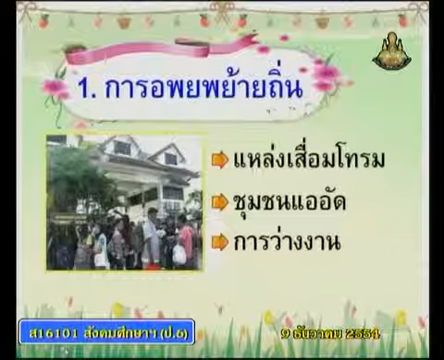 1. การอพยพย้ายถิ่น
แหล่งเสื่อมโทรม
ชุมชนแออัด
การว่างงาน
ส16101 สังคมศึกษาฯ (ป.๖)
9 ธันวาคม 2554